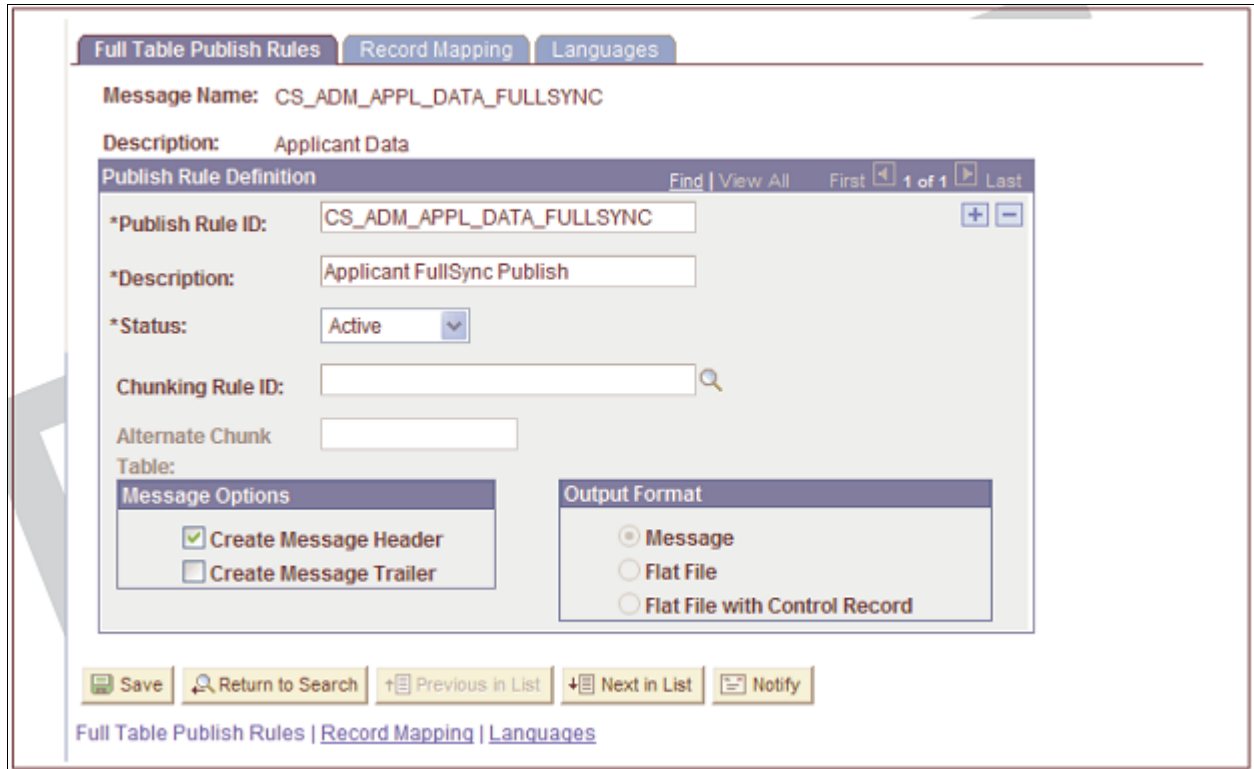 Full Table Publish Rules Record Mapping Languages
Message Name: CS_ADM_APPL_DATA_FULLSYNC
Description: Applicant Data
Publish Rule Definition Find | View All First 1 of 1 Last
*Publish Rule ID: CS_ADM_APPL_DATA_FULLSYNC
*Description: Applicant FullSync Publish
*Status: Active
Chunking Rule ID:
Alternate Chunk
Table:
Message Options
Create Message Header
Create Message Trailer
Output Format
Message
Flat File
Flat File with Control Record
Save Return to Search Previous in List Next in List Notify
Full Table Publish Rules | Record Mapping | Languages